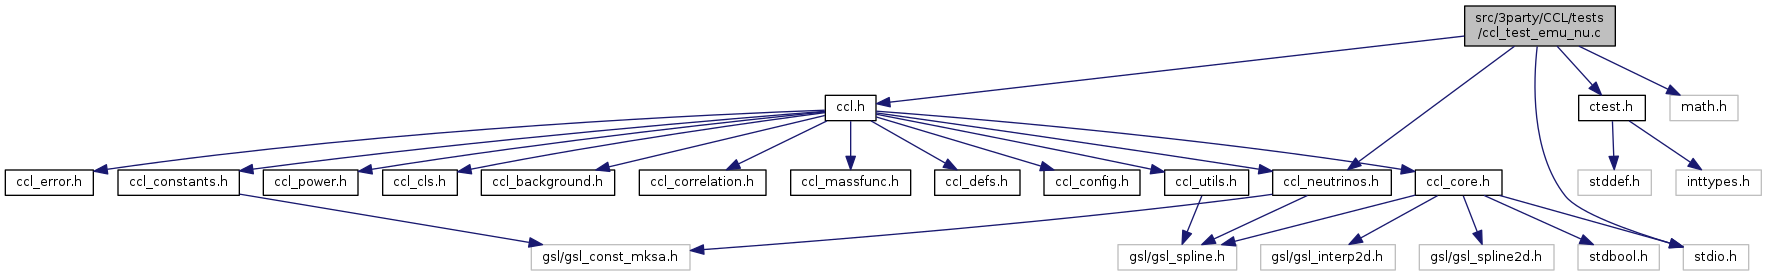 src/3party/CCL/tests
/ccl_test_emu_nu.c
ccl.h
ctest.h
math.h
ccl_error.h
ccl_constants.h
ccl_power.h
ccl_cls.h
ccl_background.h
ccl_correlation.h
ccl_massfunc.h
ccl_defs.h
ccl_config.h
ccl_utils.h
ccl_neutrinos.h
ccl_core.h
stddef.h
inttypes.h
gsl/gsl_const_mksa.h
gsl/gsl_spline.h
gsl/gsl_interp2d.h
gsl/gsl_spline2d.h
stdbool.h
stdio.h